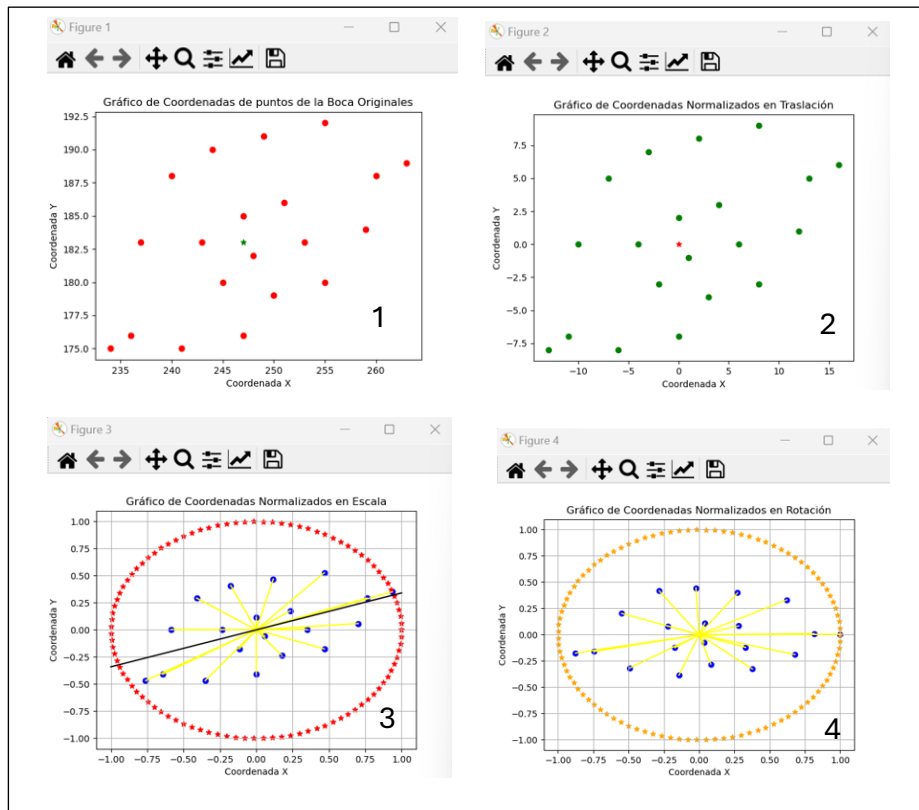 Figure 1
Gráfico de Coordenadas de puntos de la Boca Originales
192.5
190.0
187.5
185.0
182.5
180.0
177.5
175.0
Coordenada Y
235 240 245 250 255 260
Coordenada X
1
Figure 2
Gráfico de Coordenadas Normalizados en Traslación
7.5
5.0
2.5
0.0
−2.5
−5.0
−7.5
Coordenada Y
−10 −5 0 5 10 15
Coordenada X
2
Figure 3
Gráfico de Coordenadas Normalizados en Escala
1.00
0.75
0.50
0.25
0.00
−0.25
−0.50
−0.75
−1.00
Coordenada Y
−1.00 −0.75 −0.50 −0.25 0.00 0.25 0.50 0.75 1.00
Coordenada X
3
Figure 4
Gráfico de Coordenadas Normalizados en Rotación
1.00
0.75
0.50
0.25
0.00
−0.25
−0.50
−0.75
−1.00
Coordenada Y
−1.00 −0.75 −0.50 −0.25 0.00 0.25 0.50 0.75 1.00
Coordenada X
4